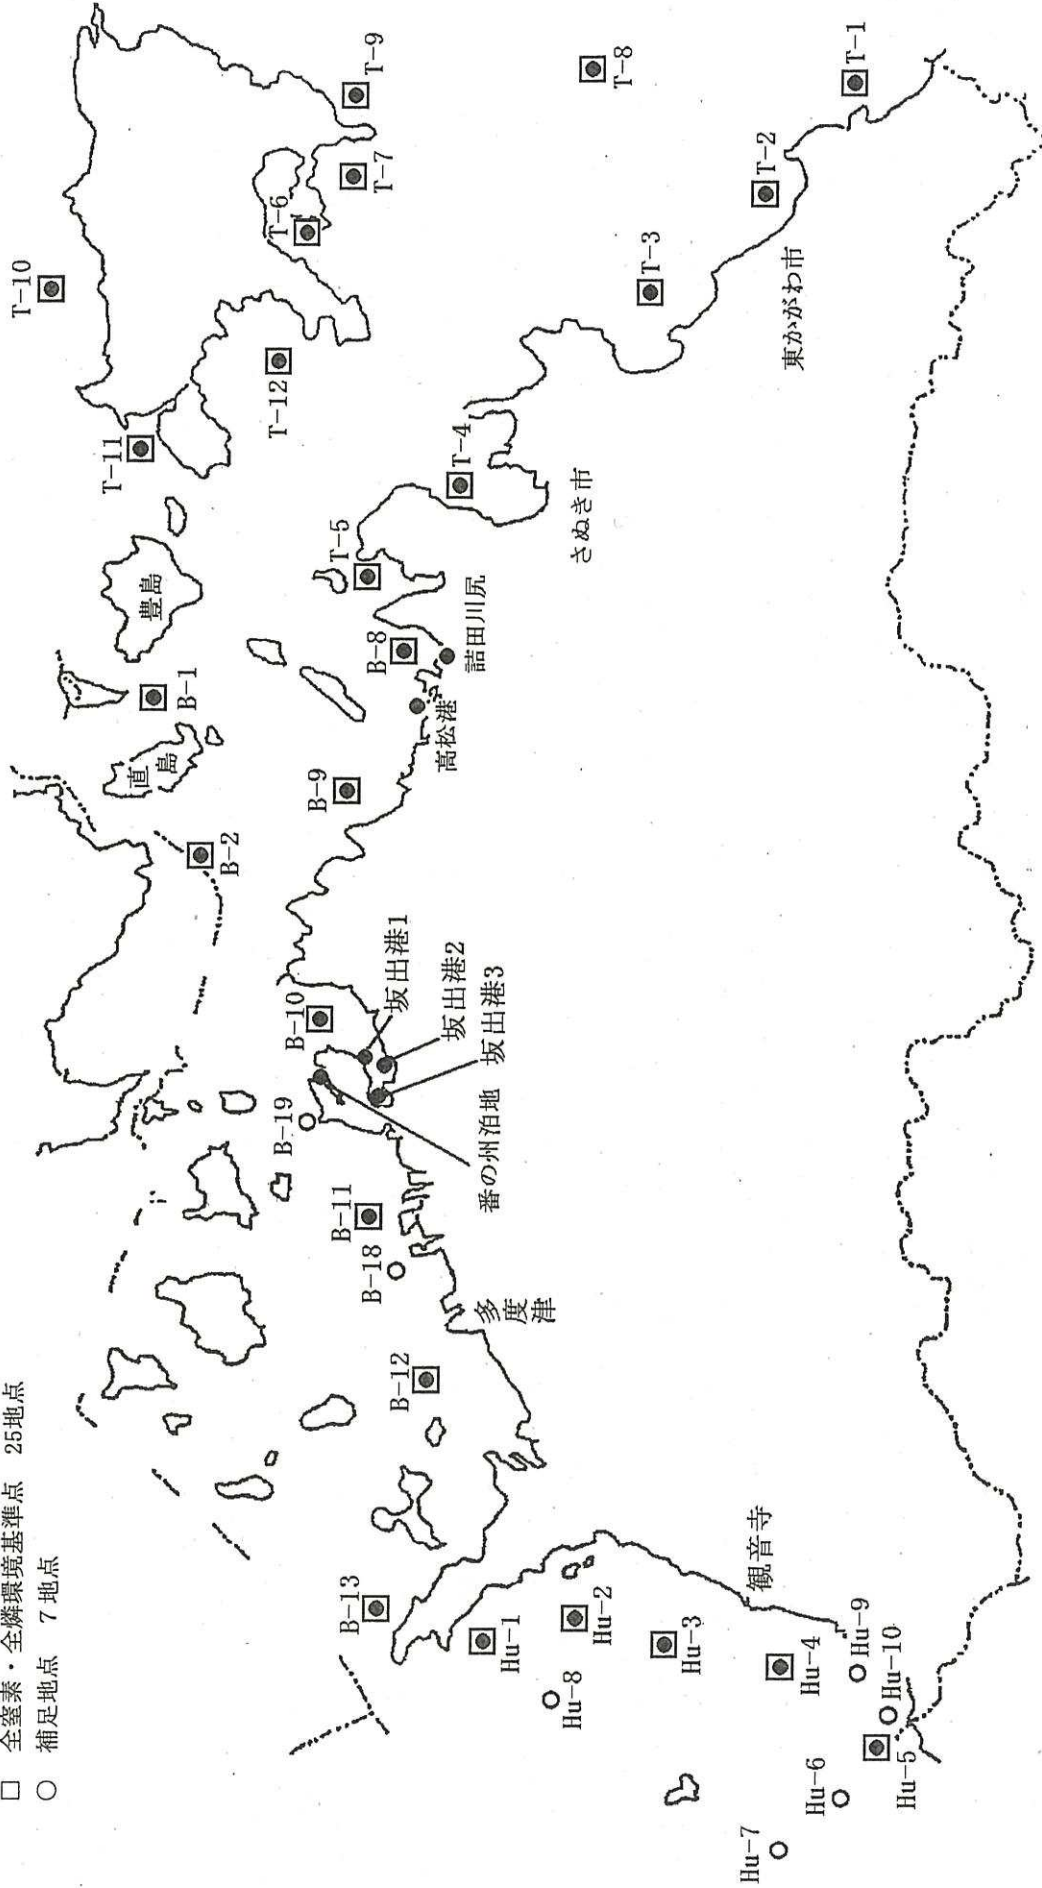 □ 全窒素・全燐環境基準点 25地点
○ 補足地点 7地点
T-10
T-9
T-6
T-7
T-11
T-12
T-8
T-1
T-2
T-3
東かがわ市
T-4
さぬき市
T-5
豊島
B-1
直島
B-8
詰田川尻
高松港
B-9
B-2
B-10
坂出港1
坂出港2
坂出港3
番の州泊地
B-19
B-11
B-18
多度津
B-12
B-13
観音寺
Hu-1
Hu-2
Hu-8
Hu-3
Hu-4
Hu-9
Hu-10
Hu-5
Hu-6
Hu-7